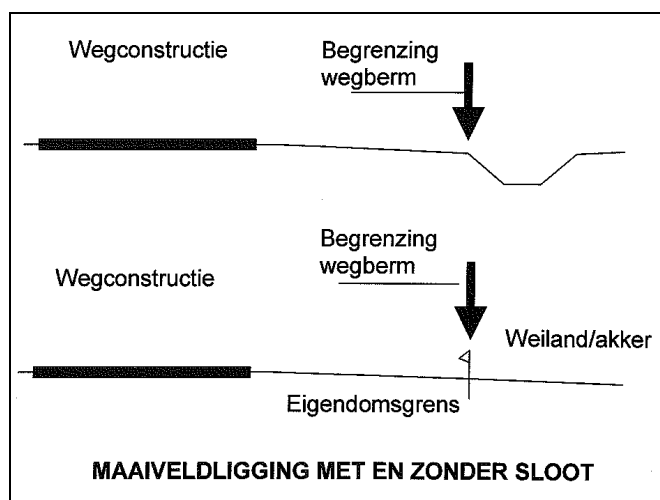 Wegconstructie
Begrenzing
wegberm
Wegconstructie
Begrenzing
wegberm
Weiland/akker
Eigendomsgrens
MAAIVELDLIGGING MET EN ZONDER SLOOT